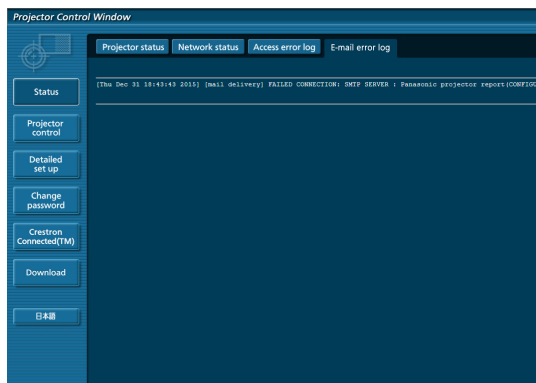 Projector Control Window
Projector status Network status Access error log E-mail error log
[Thu Dec 31 18:43:43 2015] [mail delivery] FAILED CONNECTION: SMTP SERVER : Panasonic projector report(CONFIGU
Status
Projector
control
Detailed
set up
Change
password
Crestron
Connected(TM)
Download
日本語